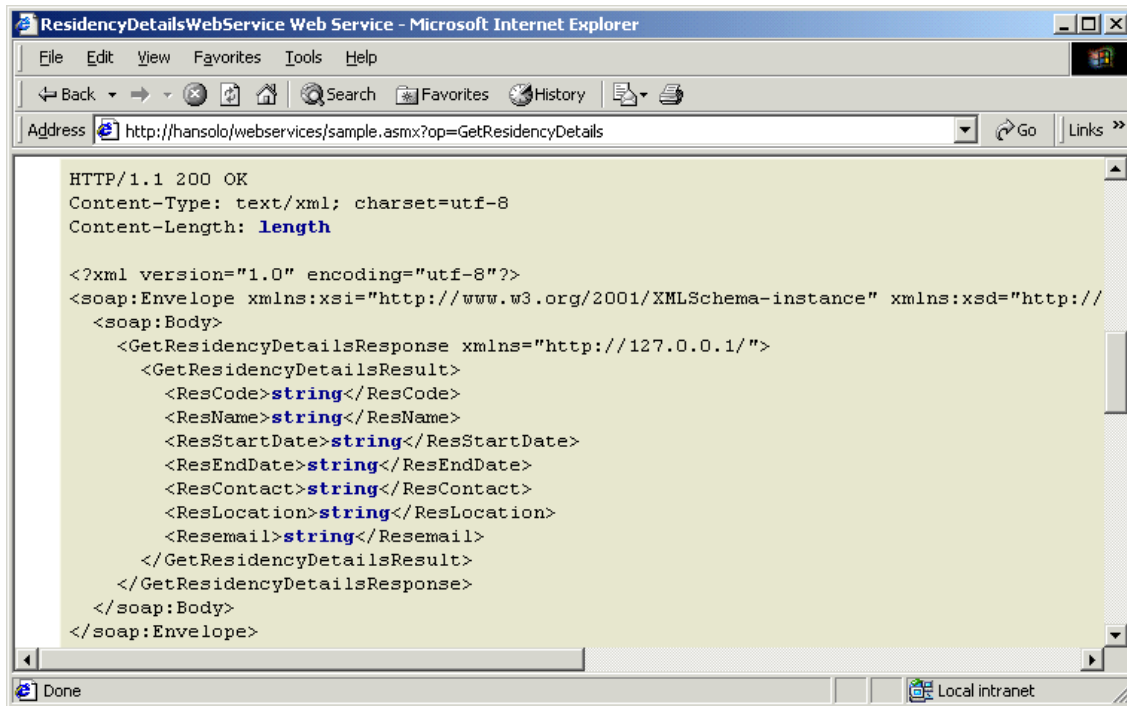 ResidencyDetailsWebService Web Service - Microsoft Internet Explorer
File Edit View Favorites Tools Help
Back Search Favorites History
Address http://hansolo/webservices/sample.asmx?op=GetResidencyDetails Go Links »
HTTP/1.1 200 OK
Content-Type: text/xml; charset=utf-8
Content-Length: length
<?xml version="1.0" encoding="utf-8"?>
<soap:Envelope xmlns:xsi="http://www.w3.org/2001/XMLSchema-instance" xmlns:xsd="http://
<soap:Body>
<GetResidencyDetailsResponse xmlns="http://127.0.0.1/">
<GetResidencyDetailsResult>
<ResCode>string</ResCode>
<ResName>string</ResName>
<ResStartDate>string</ResStartDate>
<ResEndDate>string</ResEndDate>
<ResContact>string</ResContact>
<ResLocation>string</ResLocation>
<Resemail>string</Resemail>
</GetResidencyDetailsResult>
</GetResidencyDetailsResponse>
</soap:Body>
</soap:Envelope>
Done Local intranet